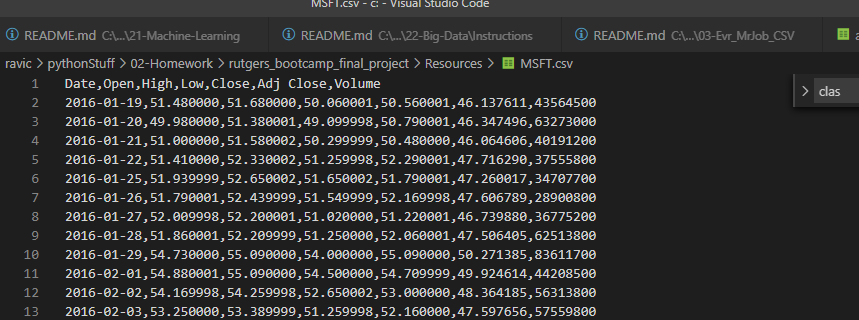 MSFT.csv - c: - Visual Studio Code
README.md C:\...\21-Machine-Learning README.md C:\...\22-Big-Data\Instructions README.md C:\...\03-Evr_MrJob_CSV a
ravic > pythonStuff > 02-Homework > rutgers_bootcamp_final_project > Resources > MSFT.csv
1 Date,Open,High,Low,Close,Adj Close,Volume
> clas
2 2016-01-19,51.480000,51.680000,50.060001,50.560001,46.137611,43564500
3 2016-01-20,49.980000,51.380001,49.099998,50.790001,46.347496,63273000
4 2016-01-21,51.000000,51.580002,50.299999,50.480000,46.064606,40191200
5 2016-01-22,51.410000,52.330002,51.259998,52.290001,47.716290,37555800
6 2016-01-25,51.939999,52.650002,51.650002,51.790001,47.260017,34707700
7 2016-01-26,51.790001,52.439999,51.549999,52.169998,47.606789,28900800
8 2016-01-27,52.009998,52.200001,51.020000,51.220001,46.739880,36775200
9 2016-01-28,51.860001,52.209999,51.250000,52.060001,47.506405,62513800
10 2016-01-29,54.730000,55.090000,54.000000,55.090000,50.271385,83611700
11 2016-02-01,54.880001,55.090000,54.500000,54.709999,49.924614,44208500
12 2016-02-02,54.169998,54.259998,52.650002,53.000000,48.364185,56313800
13 2016-02-03,53.250000,53.389999,51.259998,52.160000,47.597656,57559800